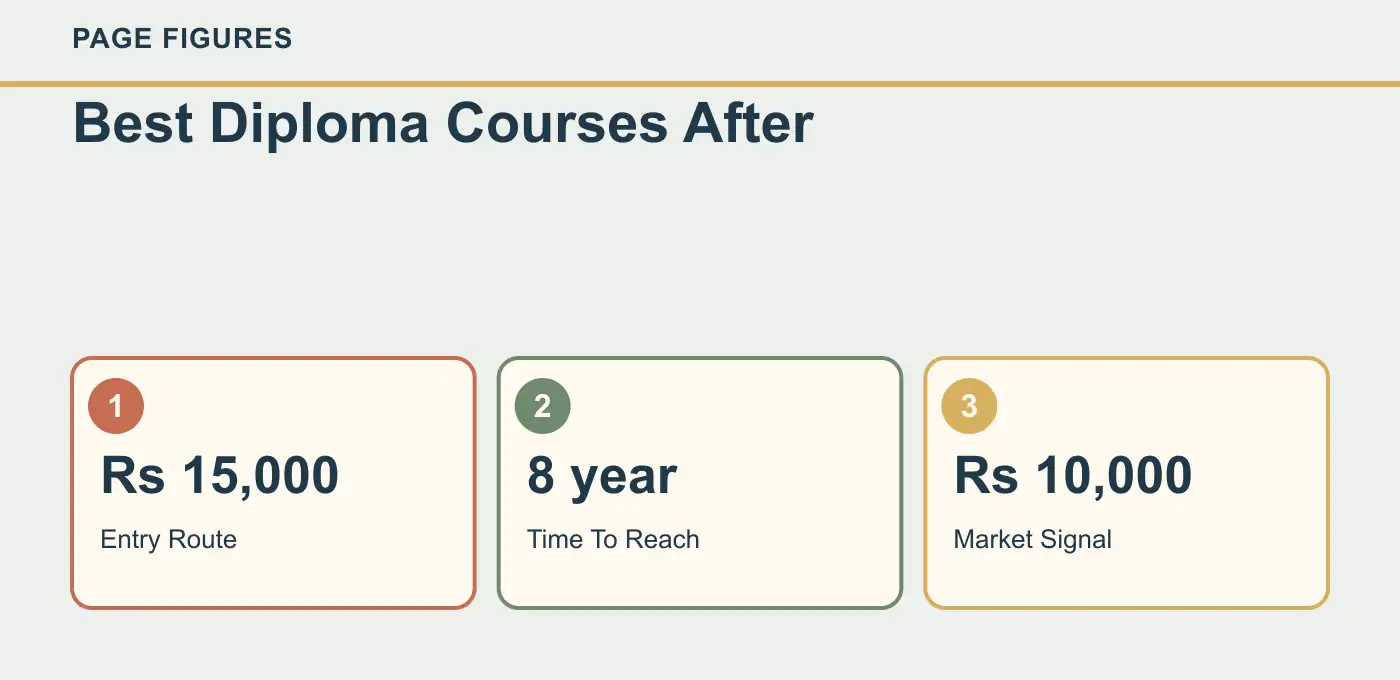 PAGE FIGURES
Best Diploma Courses After
1
Rs 15,000
Entry Route
2
8 year
Time To Reach
3
Rs 10,000
Market Signal